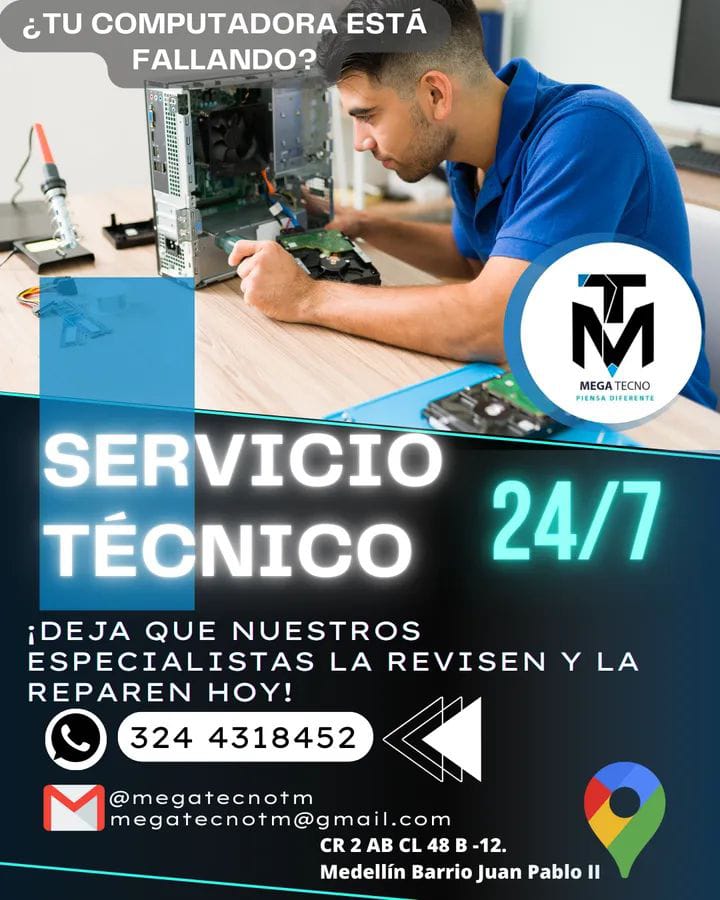 ¿TU COMPUTADORA ESTÁ
FALLANDO?
TM
MEGA TECNO
PIENSA DIFERENTE
SERVICIO
TÉCNICO
24/7
¡DEJA QUE NUESTROS
ESPECIALISTAS LA REVISEN Y LA
REPAREN HOY!
324 4318452
@megatecnotm
megatecnotm@gmail.com
CR 2 AB CL 48 B -12.
Medellín Barrio Juan Pablo II